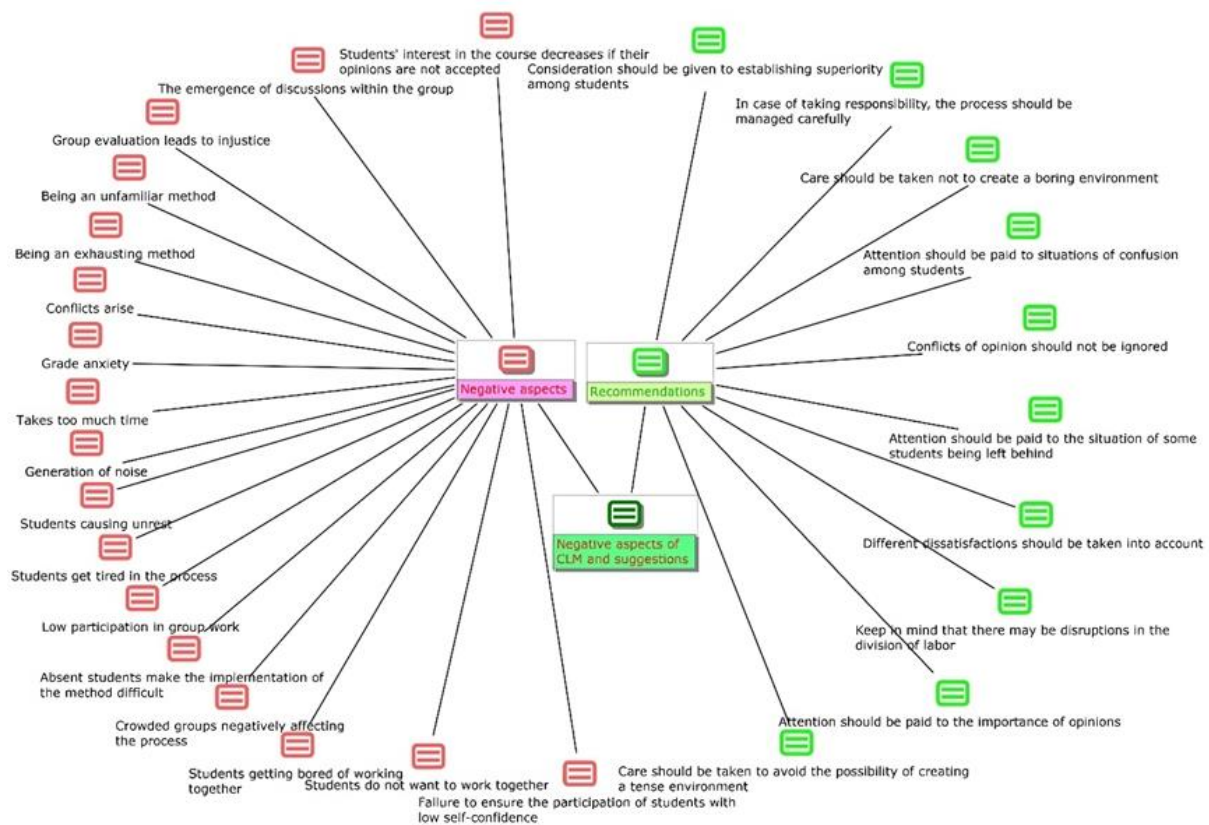 Students' interest in the course decreases if their
opinions are not accepted
The emergence of discussions within the group
Group evaluation leads to injustice
Being an unfamiliar method
Being an exhausting method
Conflicts arise
Grade anxiety
Takes too much time
Generation of noise
Students causing unrest
Students get tired in the process
Low participation in group work
Absent students make the implementation of
the method difficult
Crowded groups negatively affecting
the process
Students getting bored of working
together
Students do not want to work together
Failure to ensure the participation of students with
low self-confidence
Negative aspects
Recommendations
Negative aspects of
CLM and suggestions
Consideration should be given to establishing superiority
among students
In case of taking responsibility, the process should be
managed carefully
Care should be taken not to create a boring environment
Attention should be paid to situations of confusion
among students
Conflicts of opinion should not be ignored
Attention should be paid to the situation of some
students being left behind
Different dissatisfactions should be taken into account
Keep in mind that there may be disruptions in the
division of labor
Attention should be paid to the importance of opinions
Care should be taken to avoid the possibility of creating
a tense environment